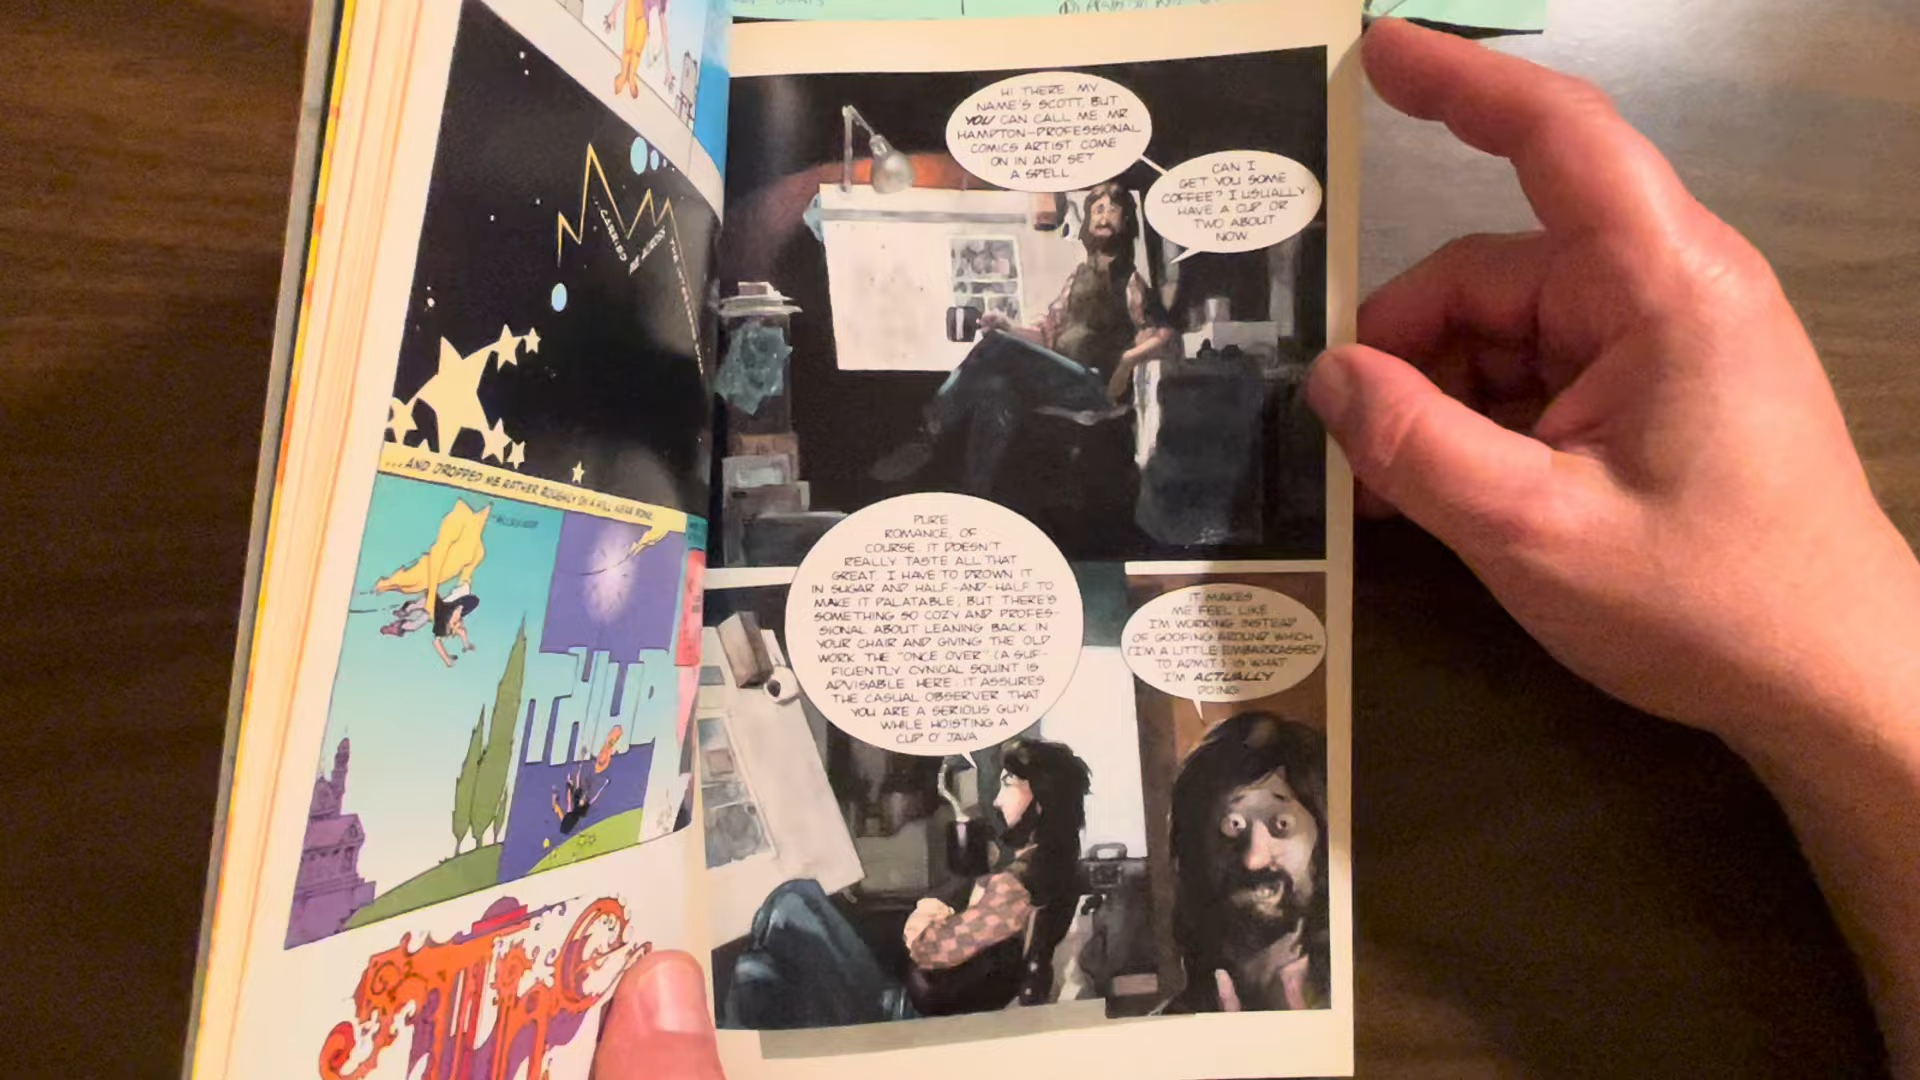 CARRIED
ME ACROSS
THE
...AND DROPPED ME RATHER ROUGHLY ON A HILL NEAR ROME.
THUD
THE
HI THERE. MY
NAME'S SCOTT, BUT
YOU CAN CALL ME MR.
HAMPTON-PROFESSIONAL
COMICS ARTIST. COME
ON IN AND SET
A SPELL.
CAN I
GET YOU SOME
COFFEE? I USUALLY
HAVE A CUP OR
TWO ABOUT
NOW.
PURE
ROMANCE, OF
COURSE. IT DOESN'T
REALLY TASTE ALL THAT
GREAT. I HAVE TO DROWN IT
IN SUGAR AND HALF-AND-HALF TO
MAKE IT PALATABLE, BUT THERE'S
SOMETHING SO COZY AND PROFES-
SIONAL ABOUT LEANING BACK IN
YOUR CHAIR AND GIVING THE OLD
WORK THE "ONCE OVER" (A SUF-
FICIENTLY CYNICAL SQUINT IS
ADVISABLE HERE. IT ASSURES
THE CASUAL OBSERVER THAT
YOU ARE A SERIOUS GUY)
WHILE HOISTING A
CUP O' JAVA.
IT MAKES
ME FEEL LIKE
I'M WORKING INSTEAD
OF GOOFING AROUND WHICH
(I'M A LITTLE EMBARRASSED
TO ADMIT) IS WHAT
I'M ACTUALLY
DOING.